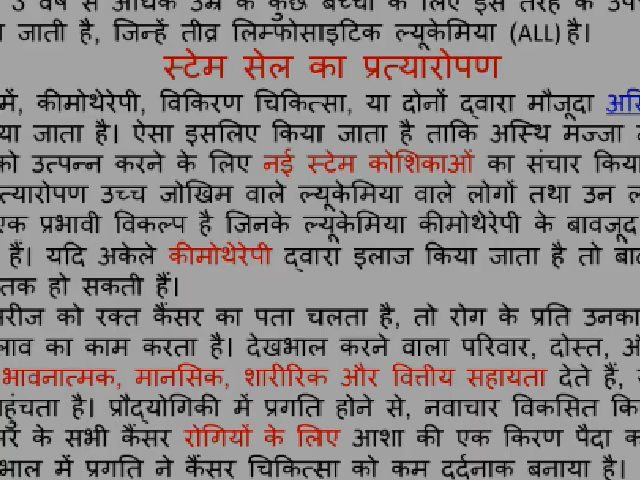 3 वर्ष से अधिक उम्र के कुछ बच्चों के लिए इस तरह के
जाती है, जिन्हें तीव्र लिम्फोसाइटिक ल्यूकेमिया (ALL) है।
स्टेम सेल का प्रत्यारोपण
में, कीमोथेरेपी, विकिरण चिकित्सा, या दोनों द्वारा मौजूदा
या जाता है। ऐसा इसलिए किया जाता है ताकि अस्थि मज्जा
को उत्पन्न करने के लिए नई स्टेम कोशिकाओं का संचार किया
त्यारोपण उच्च जोखिम वाले ल्यूकेमिया वाले लोगों तथा उन
एक प्रभावी विकल्प है जिनके ल्यूकेमिया कीमोथेरेपी के बावजूद
हैं। यदि अकेले कीमोथेरेपी द्वारा इलाज किया जाता है तो
तक हो सकती हैं।
मरीज को रक्त कैंसर का पता चलता है, तो रोग के प्रति उनका
लाव का काम करता है। देखभाल करने वाला परिवार, दोस्त,
भावनात्मक, मानसिक, शारीरिक और वित्तीय सहायता देते हैं,
हुंचता है। प्रौद्योगिकी में प्रगति होने से, नवाचार विकसित
सर के सभी कैंसर रोगियों के लिए आशा की एक किरण पैदा
भाल में प्रगति ने कैंसर चिकित्सा को कम दर्दनाक बनाया है।